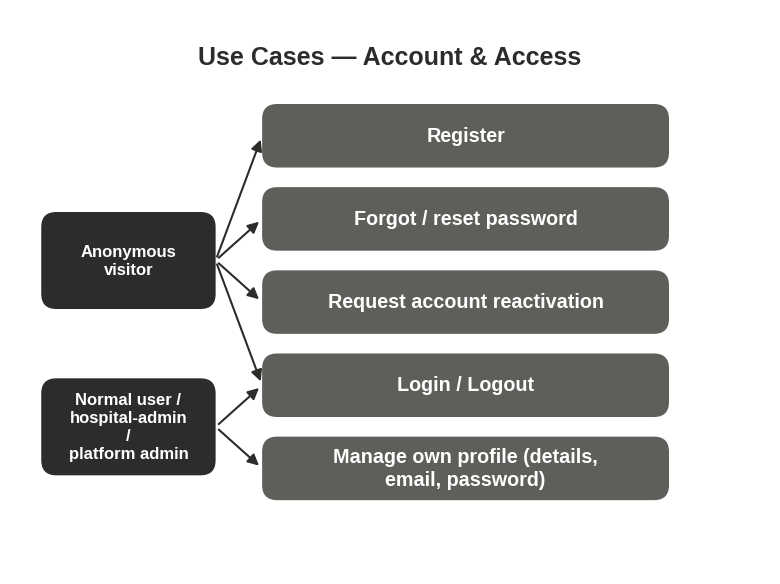 Use Cases — Account & Access
Register
Forgot / reset password
Anonymous
visitor
Request account reactivation
Login / Logout
Normal user /
hospital-admin
/
platform admin
Manage own profile (details,
email, password)